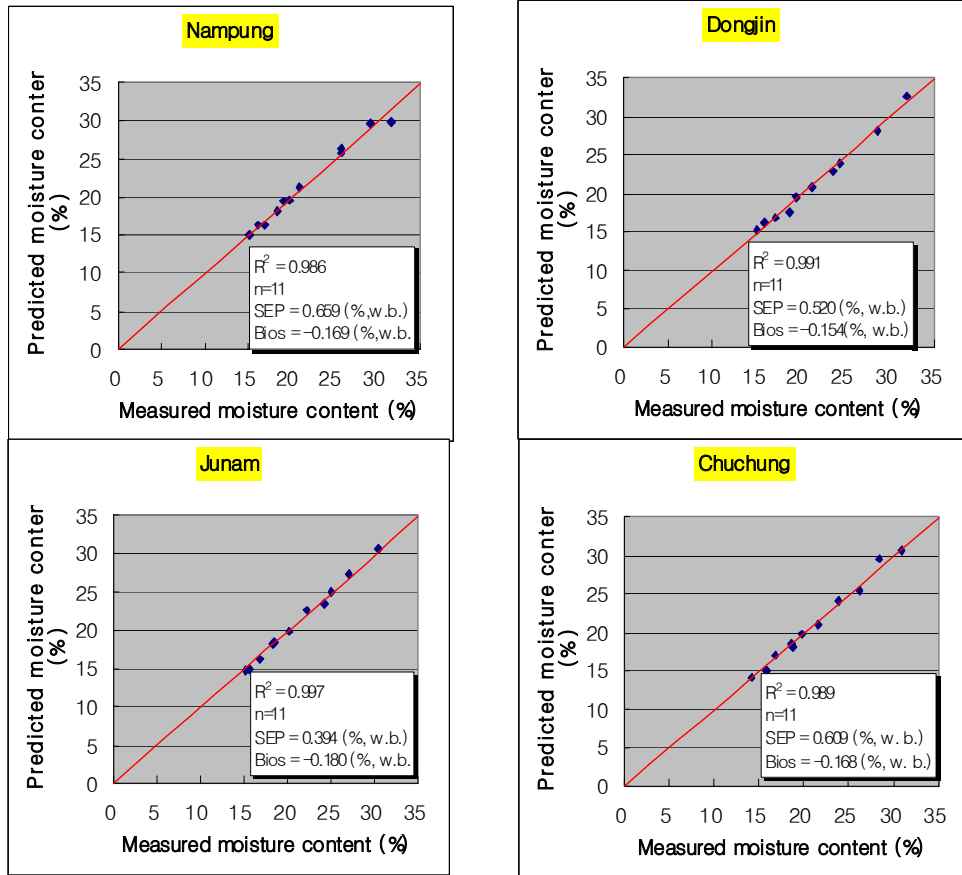 Nampung
Predicted moisture conter
(%)
35
30
25
20
15
10
5
0
R² = 0.986
n=11
SEP = 0.659 (%,w.b.)
Bios = -0.169 (%,w.b.
0 5 10 15 20 25 30 35
Measured moisture content (%)
Dongjin
Predicted moisture conter
(%)
35
30
25
20
15
10
5
0
R² = 0.991
n=11
SEP = 0.520 (%, w.b.)
Bios = -0.154(%, w.b.)
0 5 10 15 20 25 30 35
Measured moisture content (%)
Junam
Predicted moisture conter
(%)
35
30
25
20
15
10
5
0
R² = 0.997
n=11
SEP = 0.394 (%, w.b.)
Bios = -0.180 (%, w.b.
0 5 10 15 20 25 30 35
Measured moisture content (%)
Chuchung
Predicted moisture conter
(%)
35
30
25
20
15
10
5
0
R² = 0.989
n=11
SEP = 0.609 (%, w.b.)
Bios = -0.168 (%, w. b.)
0 5 10 15 20 25 30 35
Measured moisture content (%)